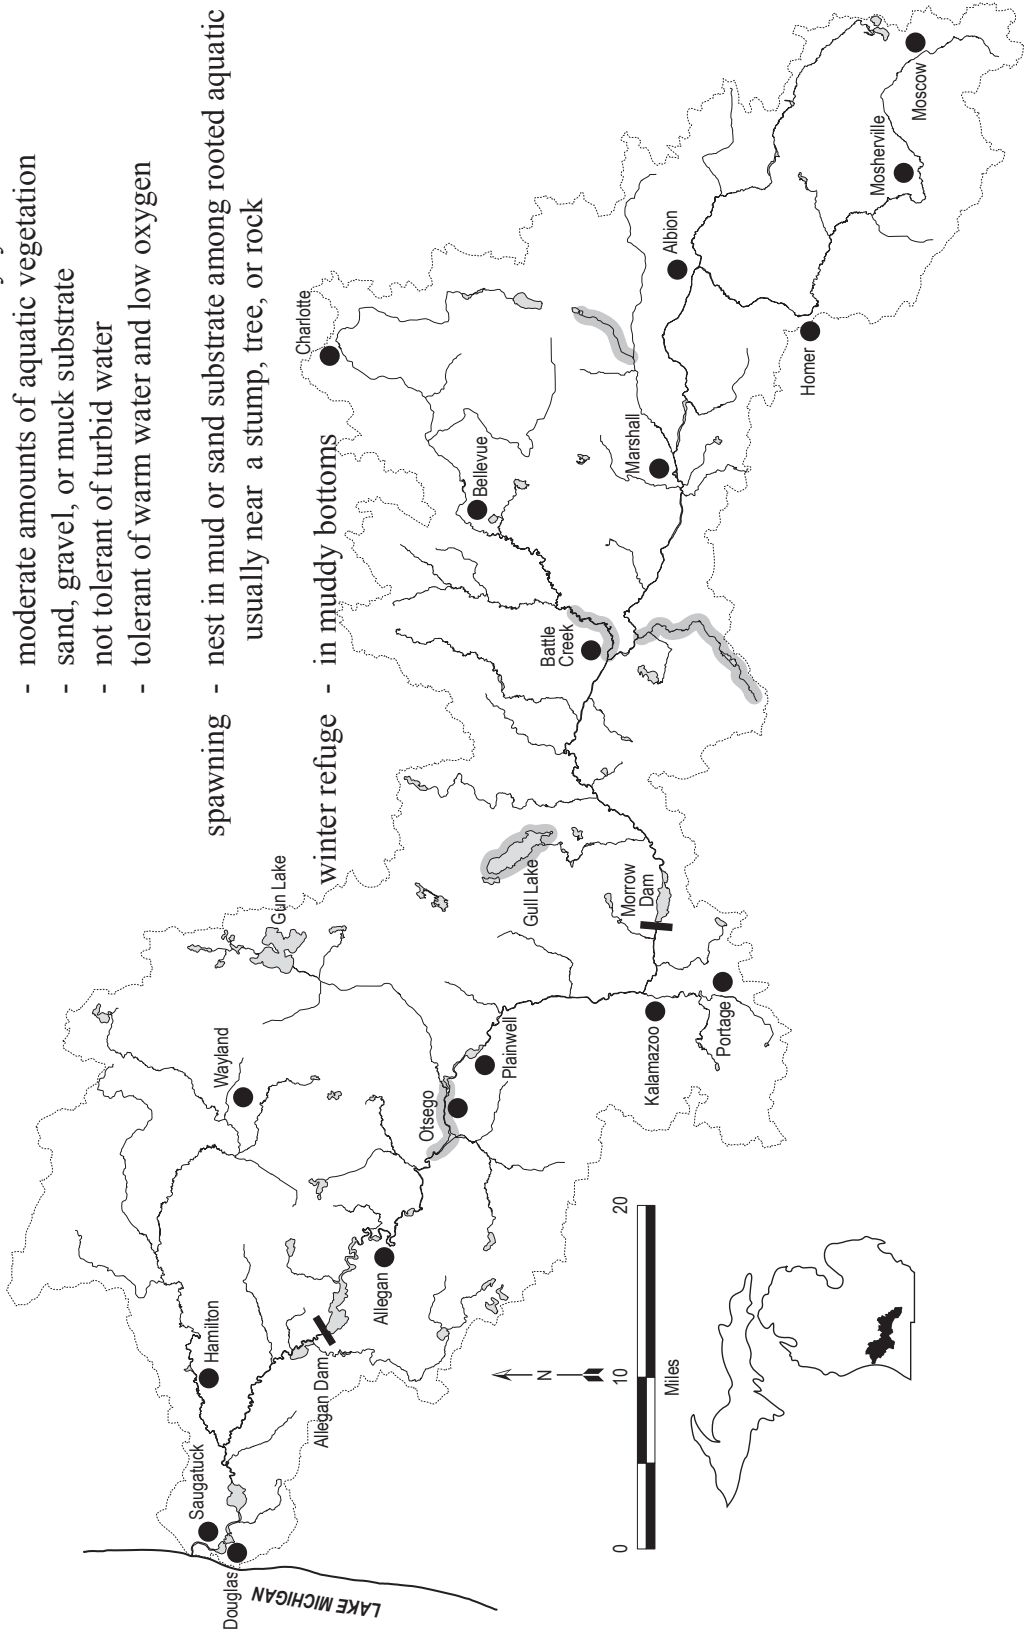 - moderate amounts of aquatic vegetation
- sand, gravel, or muck substrate
- not tolerant of turbid water
- tolerant of warm water and low oxygen
spawning - nest in mud or sand substrate among rooted aquatic
usually near a stump, tree, or rock
winter refuge - in muddy bottoms
Charlotte
Gun Lake
Wayland
Bellevue
Hamilton
Saugatuck
Douglas
LAKE MICHIGAN
Allegan Dam
Allegan
Otsego
Plainwell
Gull Lake
Battle
Creek
Marshall
Albion
Homer
Mosherville
Moscow
Morrow
Dam
Kalamazoo
Portage
N
0
10
20
Miles